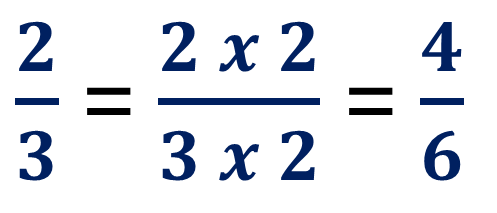 2/3 = 2 x 2/3 x 2 = 4/6